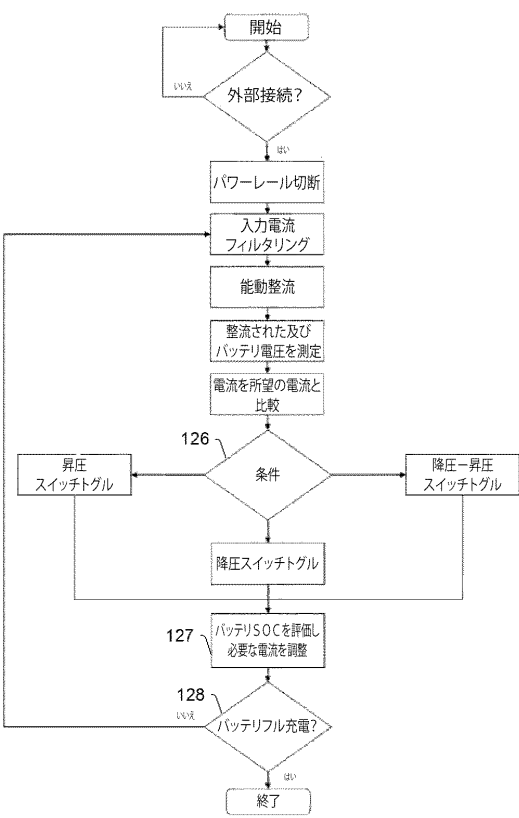 開始
外部接続?
いいえ
はい
パワーレール切断
入力電流
フィルタリング
能動整流
整流された及び
バッテリ電圧を測定
電流を所望の電流と
比較
126
条件
昇圧
スイッチトグル
降圧-昇圧
スイッチトグル
降圧スイッチトグル
127
バッテリSOCを評価し
必要な電流を調整
128
バッテリフル充電?
いいえ
はい
終了